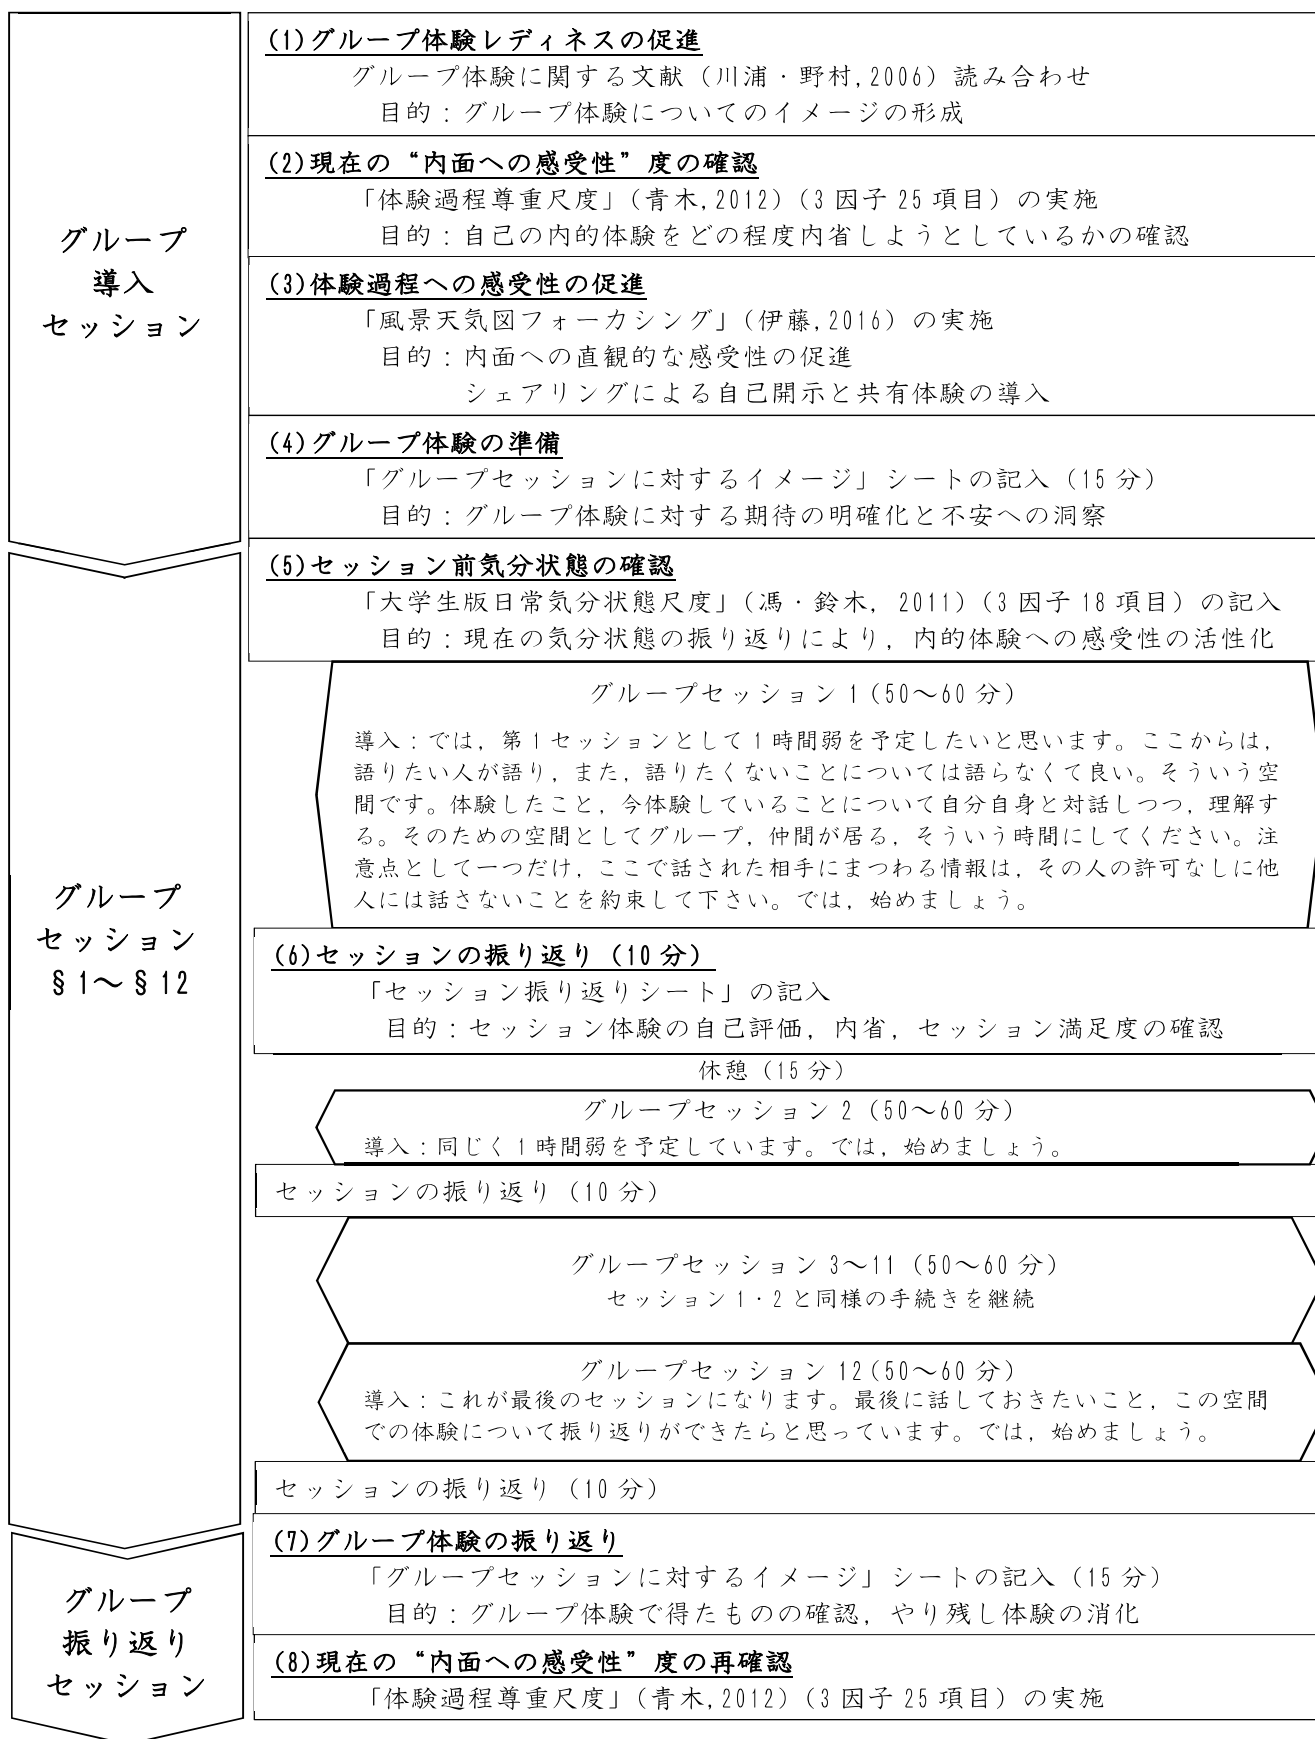 グループ
導入
セッション
(1)グループ体験レディネスの促進
グループ体験に関する文献（川浦・野村,2006）読み合わせ
目的：グループ体験についてのイメージの形成
(2)現在の“内面への感受性”度の確認
「体験過程尊重尺度」（青木,2012）（3因子25項目）の実施
目的：自己の内的体験をどの程度内省しようとしているかの確認
(3)体験過程への感受性の促進
「風景天気図フォーカシング」（伊藤,2016）の実施
目的：内面への直観的な感受性の促進
シェアリングによる自己開示と共有体験の導入
(4)グループ体験の準備
「グループセッションに対するイメージ」シートの記入（15分）
目的：グループ体験に対する期待の明確化と不安への洞察
グループ
セッション
§1～§12
(5)セッション前気分状態の確認
「大学生版日常気分状態尺度」（馮・鈴木, 2011）（3因子18項目）の記入
目的：現在の気分状態の振り返りにより，内的体験への感受性の活性化
グループセッション 1（50～60分）
導入：では，第1セッションとして1時間弱を予定したいと思います。ここからは，
語りたい人が語り，また，語りたくないことについては語らなくて良い。そういう空
間です。体験したこと，今体験していることについて自分自身と対話しつつ，理解す
る。そのための空間としてグループ，仲間が居る，そういう時間にしてください。注
意点として一つだけ，ここで話された相手にまつわる情報は，その人の許可なしに他
人には話さないことを約束して下さい。では，始めましょう。
(6)セッションの振り返り（10分）
「セッション振り返りシート」の記入
目的：セッション体験の自己評価，内省，セッション満足度の確認
休憩（15分）
グループセッション 2（50～60分）
導入：同じく1時間弱を予定しています。では，始めましょう。
セッションの振り返り（10分）
グループセッション 3～11（50～60分）
セッション1・2と同様の手続きを継続
グループセッション 12（50～60分）
導入：これが最後のセッションになります。最後に話しておきたいこと，この空間
での体験について振り返りができたらと思っています。では，始めましょう。
セッションの振り返り（10分）
グループ
振り返り
セッション
(7)グループ体験の振り返り
「グループセッションに対するイメージ」シートの記入（15分）
目的：グループ体験で得たものの確認，やり残し体験の消化
(8)現在の“内面への感受性”度の再確認
「体験過程尊重尺度」（青木,2012）（3因子25項目）の実施